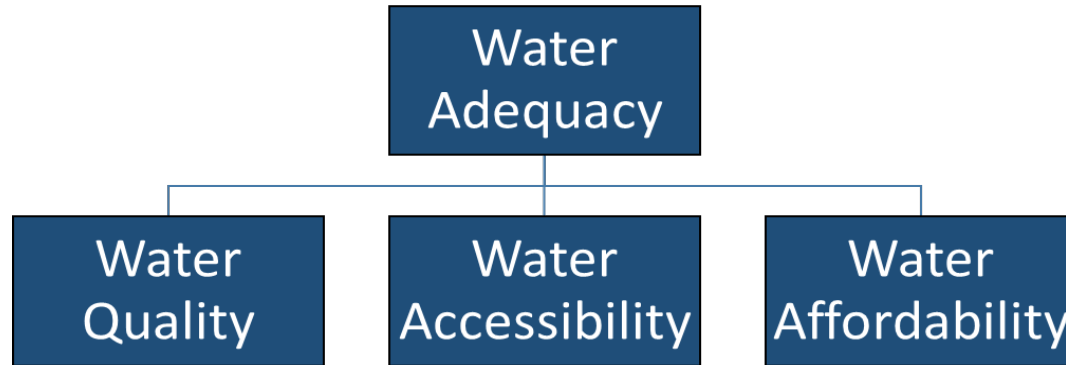 Water
Adequacy
Water
Quality
Water
Accessibility
Water
Affordability